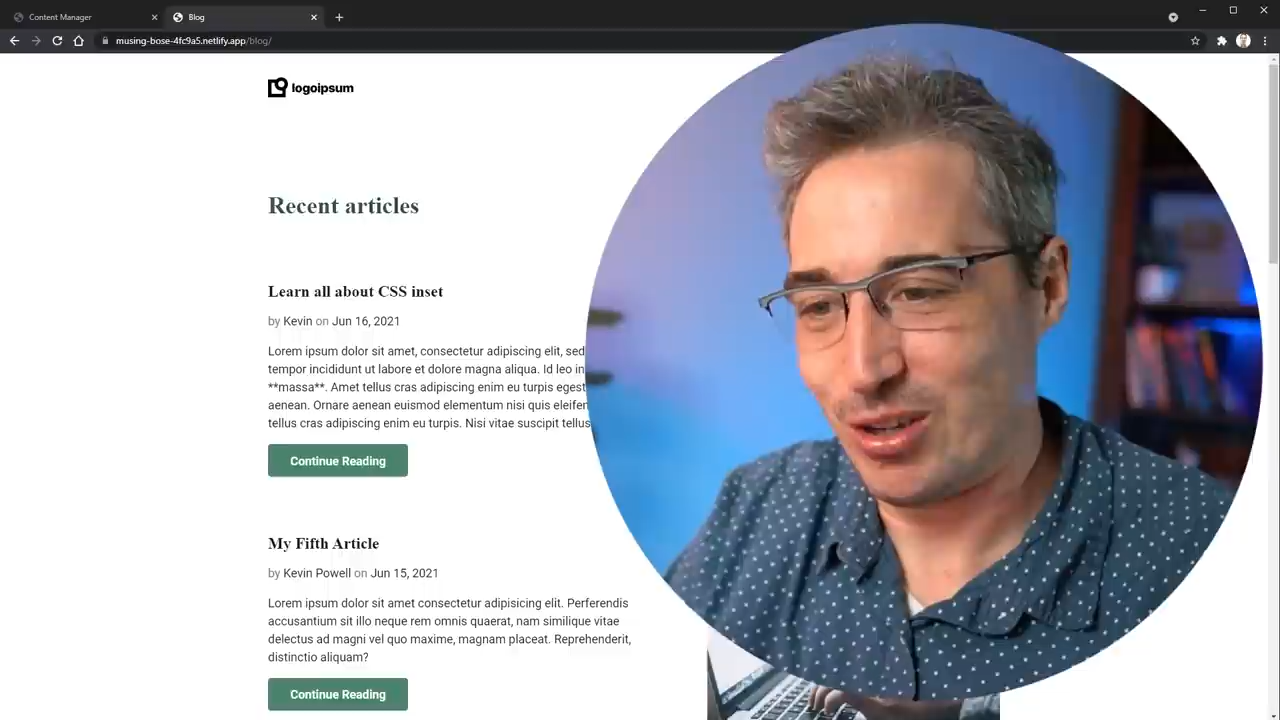 Content Manager
Blog
musing-bose-4fc9a5.netlify.app/blog/
logoipsum
Recent articles
Learn all about CSS inset
by Kevin on Jun 16, 2021
Lorem ipsum dolor sit amet, consectetur adipiscing elit, sed
tempor incididunt ut labore et dolore magna aliqua. Id leo in
**massa**. Amet tellus cras adipiscing enim eu turpis egest
aenean. Ornare aenean euismod elementum nisi quis eleifen
tellus cras adipiscing enim eu turpis. Nisi vitae suscipit tellus
Continue Reading
My Fifth Article
by Kevin Powell on Jun 15, 2021
Lorem ipsum dolor sit amet consectetur adipisicing elit. Perferendis
accusantium sit illo neque rem omnis quaerat, nam similique vitae
delectus ad magni vel quo maxime, magnam placeat. Reprehenderit,
distinctio aliquam?
Continue Reading